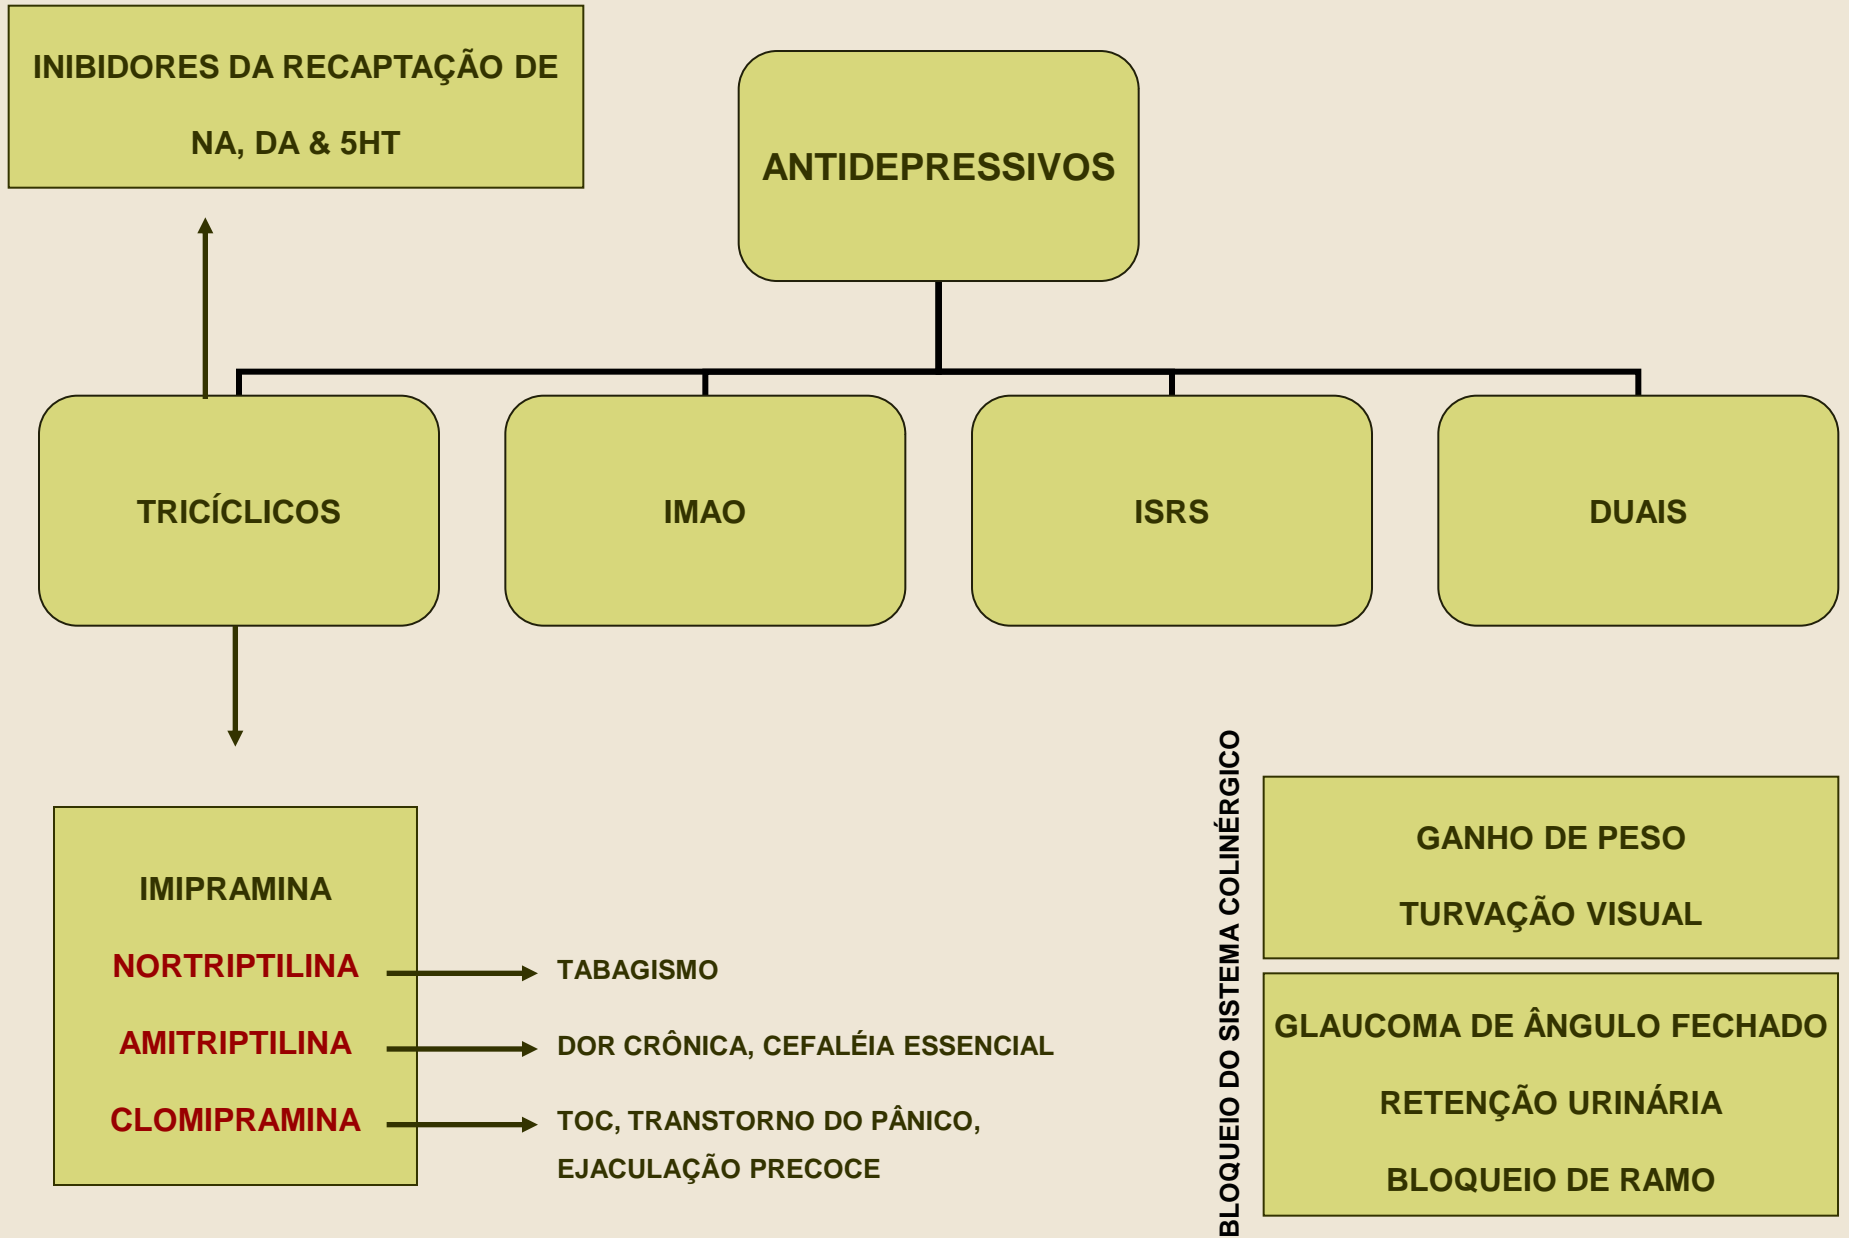 INIBIDORES DA RECAPTAÇÃO DE
NA, DA & 5HT
ANTIDEPRESSIVOS
TRICÍCLICOS
IMAO
ISRS
DUAIS
IMIPRAMINA
NORTRIPTILINA
AMITRIPTILINA
CLOMIPRAMINA
TABAGISMO
DOR CRÔNICA, CEFALÉIA ESSENCIAL
TOC, TRANSTORNO DO PÂNICO,
EJACULAÇÃO PRECOCE
BLOQUEIO DO SISTEMA COLINÉRGICO
GANHO DE PESO
TURVAÇÃO VISUAL
GLAUCOMA DE ÂNGULO FECHADO
RETENÇÃO URINÁRIA
BLOQUEIO DE RAMO